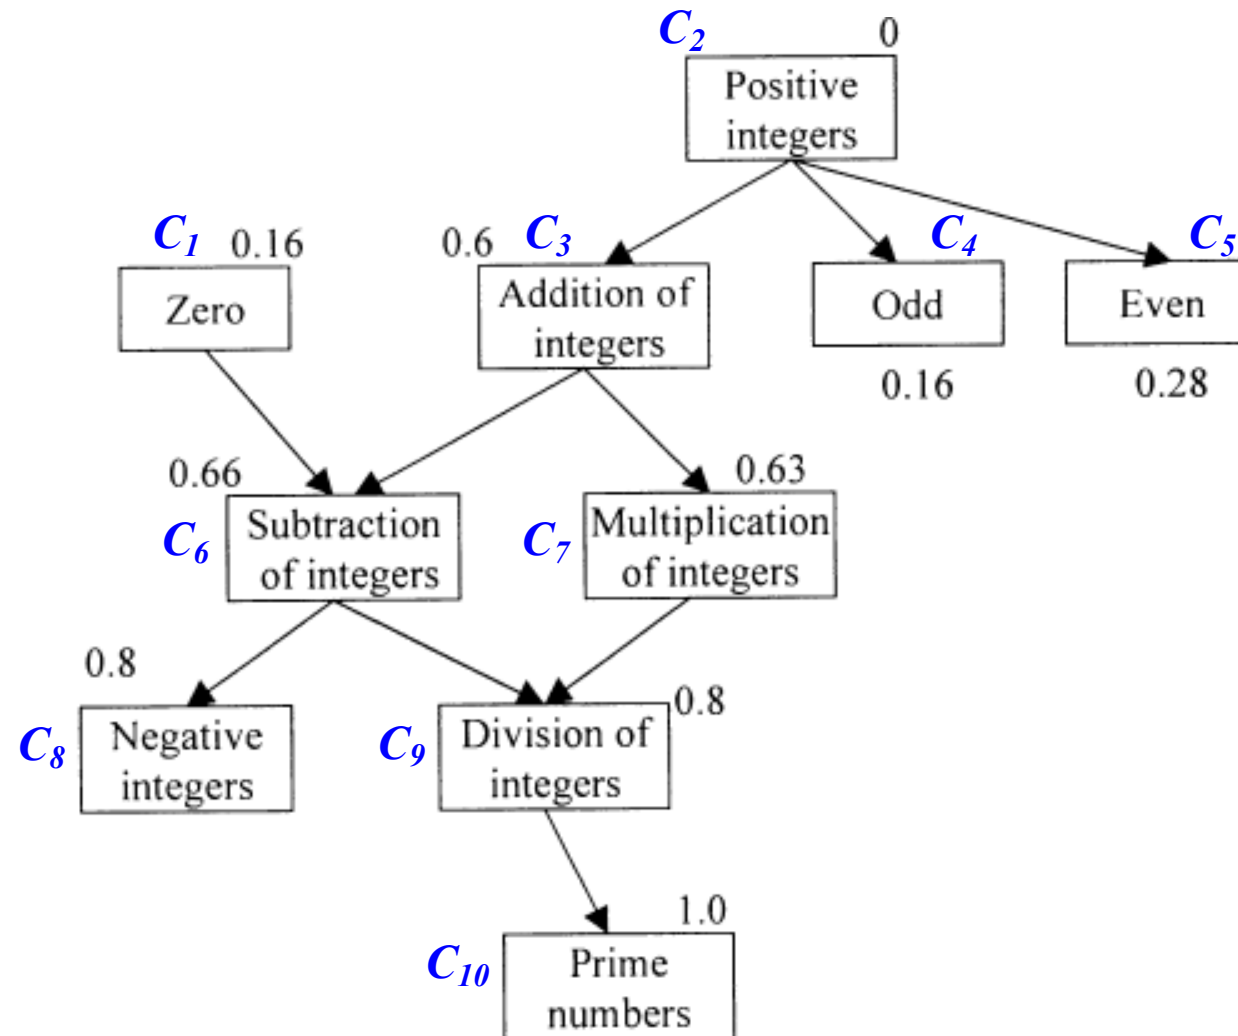 C2 0
Positive
integers
C1 0.16
0.6 C3
C4
C5
Zero
Addition of
integers
Odd
Even
0.16
0.28
0.66
0.63
C6
Subtraction
of integers
C7
Multiplication
of integers
0.8
0.8
C8
Negative
integers
C9
Division of
integers
1.0
C10
Prime
numbers